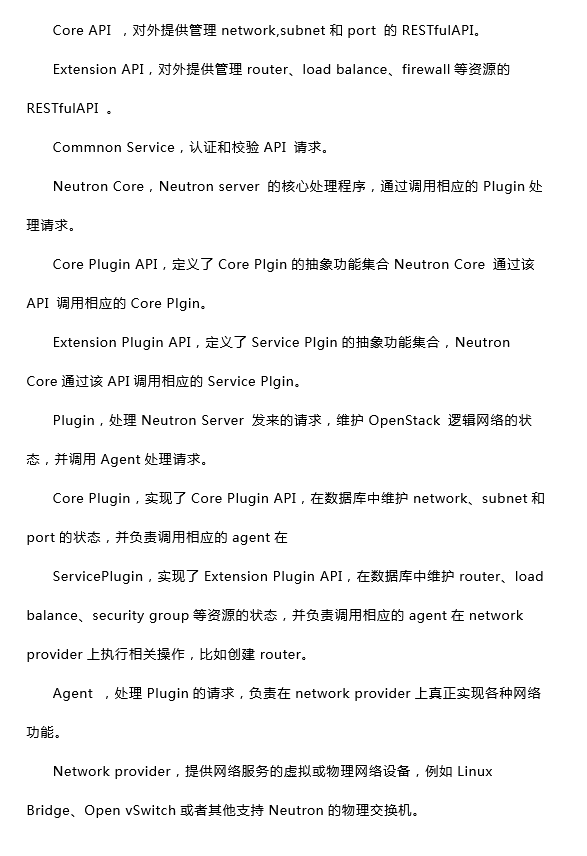 Core API ，对外提供管理 network,subnet 和 port 的 RESTfulAPI。
Extension API，对外提供管理 router、load balance、firewall 等资源的
RESTfulAPI 。
Commnon Service，认证和校验 API 请求。
Neutron Core，Neutron server 的核心处理程序，通过调用相应的 Plugin 处
理请求。
Core Plugin API，定义了 Core Plgin 的抽象功能集合 Neutron Core 通过该
API 调用相应的 Core Plgin。
Extension Plugin API，定义了 Service Plgin 的抽象功能集合，Neutron
Core 通过该 API 调用相应的 Service Plgin。
Plugin，处理 Neutron Server 发来的请求，维护 OpenStack 逻辑网络的状
态，并调用 Agent 处理请求。
Core Plugin，实现了 Core Plugin API，在数据库中维护 network、subnet 和
port 的状态，并负责调用相应的 agent 在
ServicePlugin，实现了 Extension Plugin API，在数据库中维护 router、load
balance、security group 等资源的状态，并负责调用相应的 agent 在 network
provider 上执行相关操作，比如创建 router。
Agent ，处理 Plugin 的请求，负责在 network provider 上真正实现各种网络
功能。
Network provider，提供网络服务的虚拟或物理网络设备，例如 Linux
Bridge、Open vSwitch 或者其他支持 Neutron 的物理交换机。